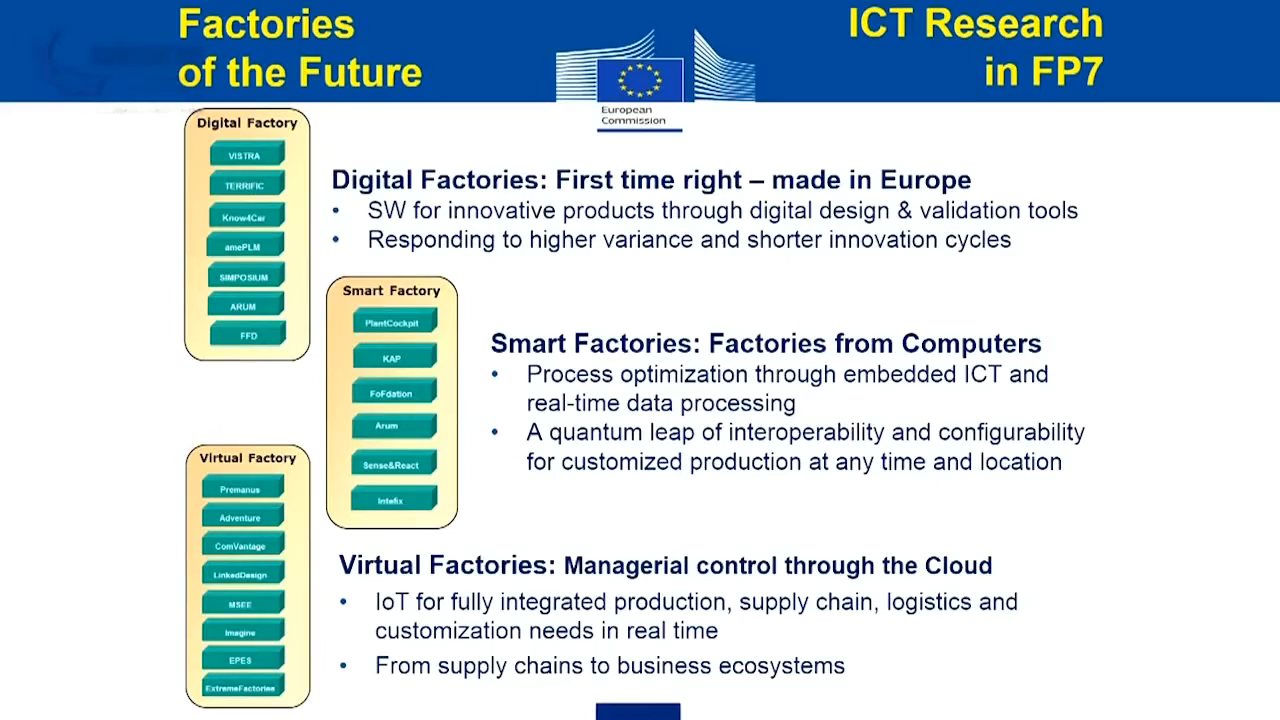 Factories
of the Future
ICT Research
in FP7
European
Commission
Digital Factory
VISTRA
TERRIFIC
Know4Car
amePLM
SIMPOSIUM
ARUM
FFD
Digital Factories: First time right – made in Europe
• SW for innovative products through digital design & validation tools
• Responding to higher variance and shorter innovation cycles
Smart Factory
PlantCockpit
KAP
FoFdation
Arum
Sense&React
Intefix
Smart Factories: Factories from Computers
• Process optimization through embedded ICT and
real-time data processing
• A quantum leap of interoperability and configurability
for customized production at any time and location
Virtual Factory
Premanus
Adventure
ComVantage
LinkedDesign
MSEE
Imagine
EPES
ExtremeFactories
Virtual Factories: Managerial control through the Cloud
• IoT for fully integrated production, supply chain, logistics and
customization needs in real time
• From supply chains to business ecosystems